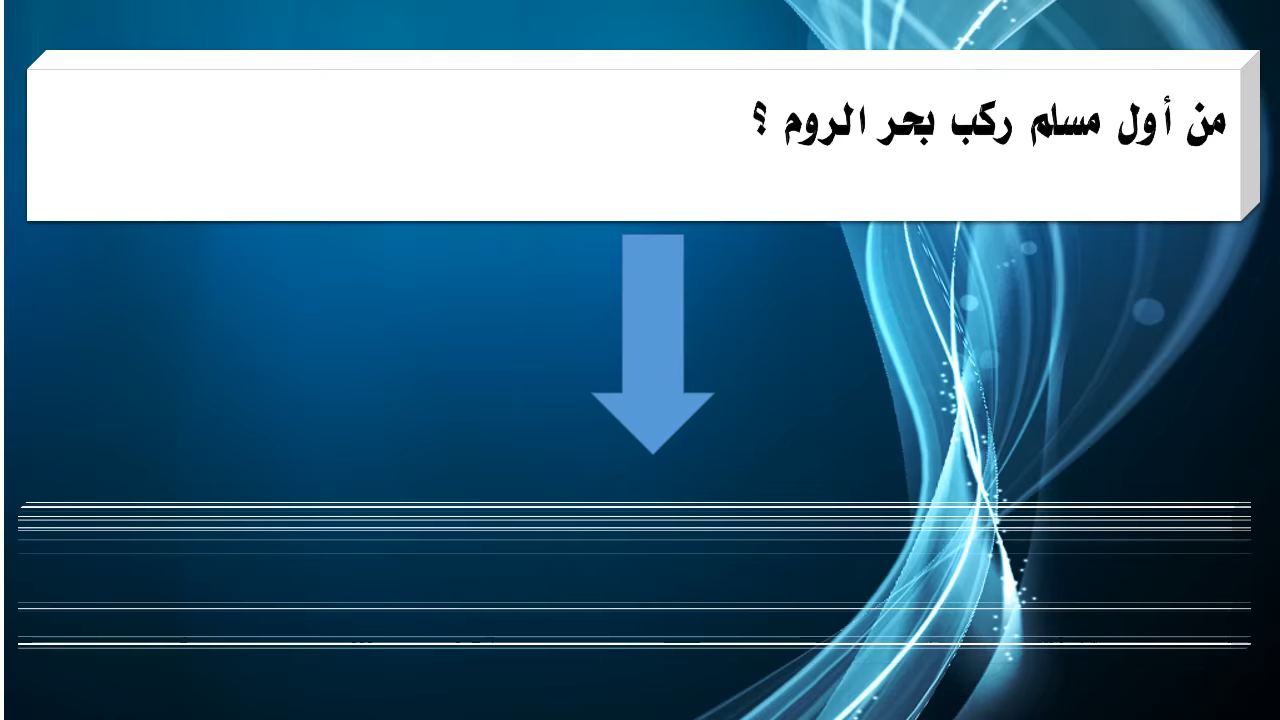 من أول مسلم ركب بحر الروم ؟